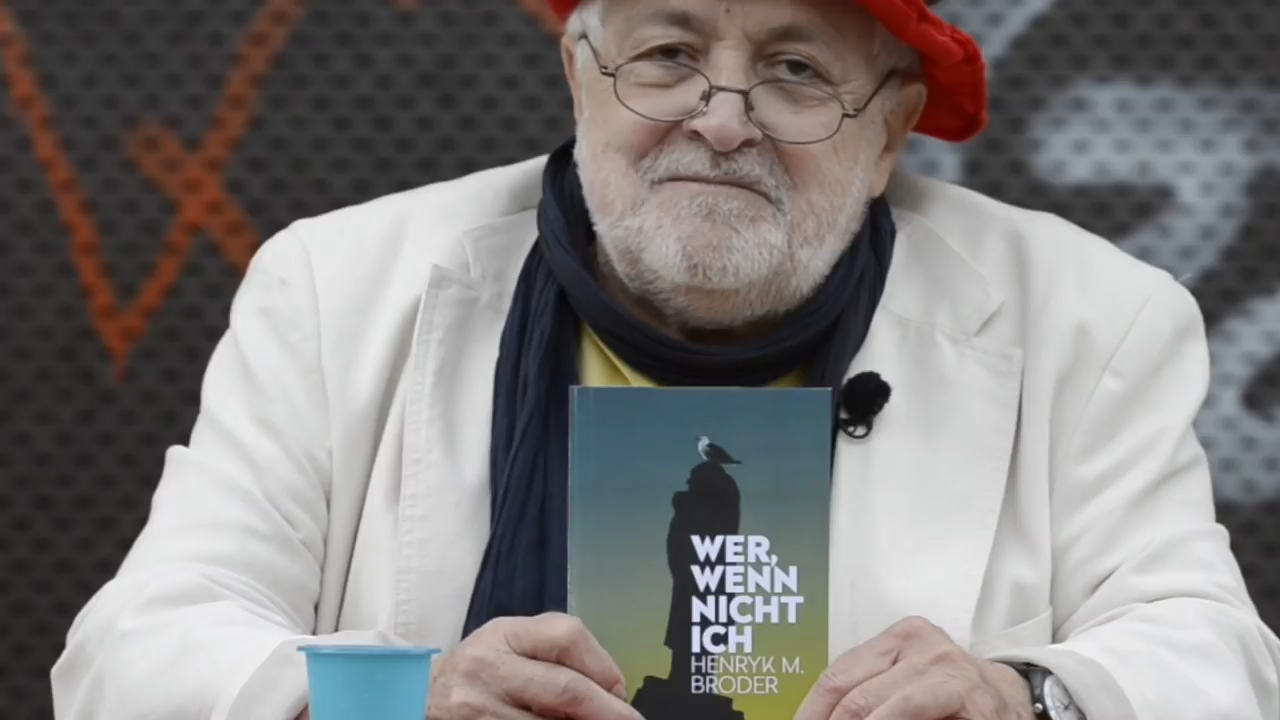 WER,
WENN
NICHT
ICH
HENRYK M.
BRODER